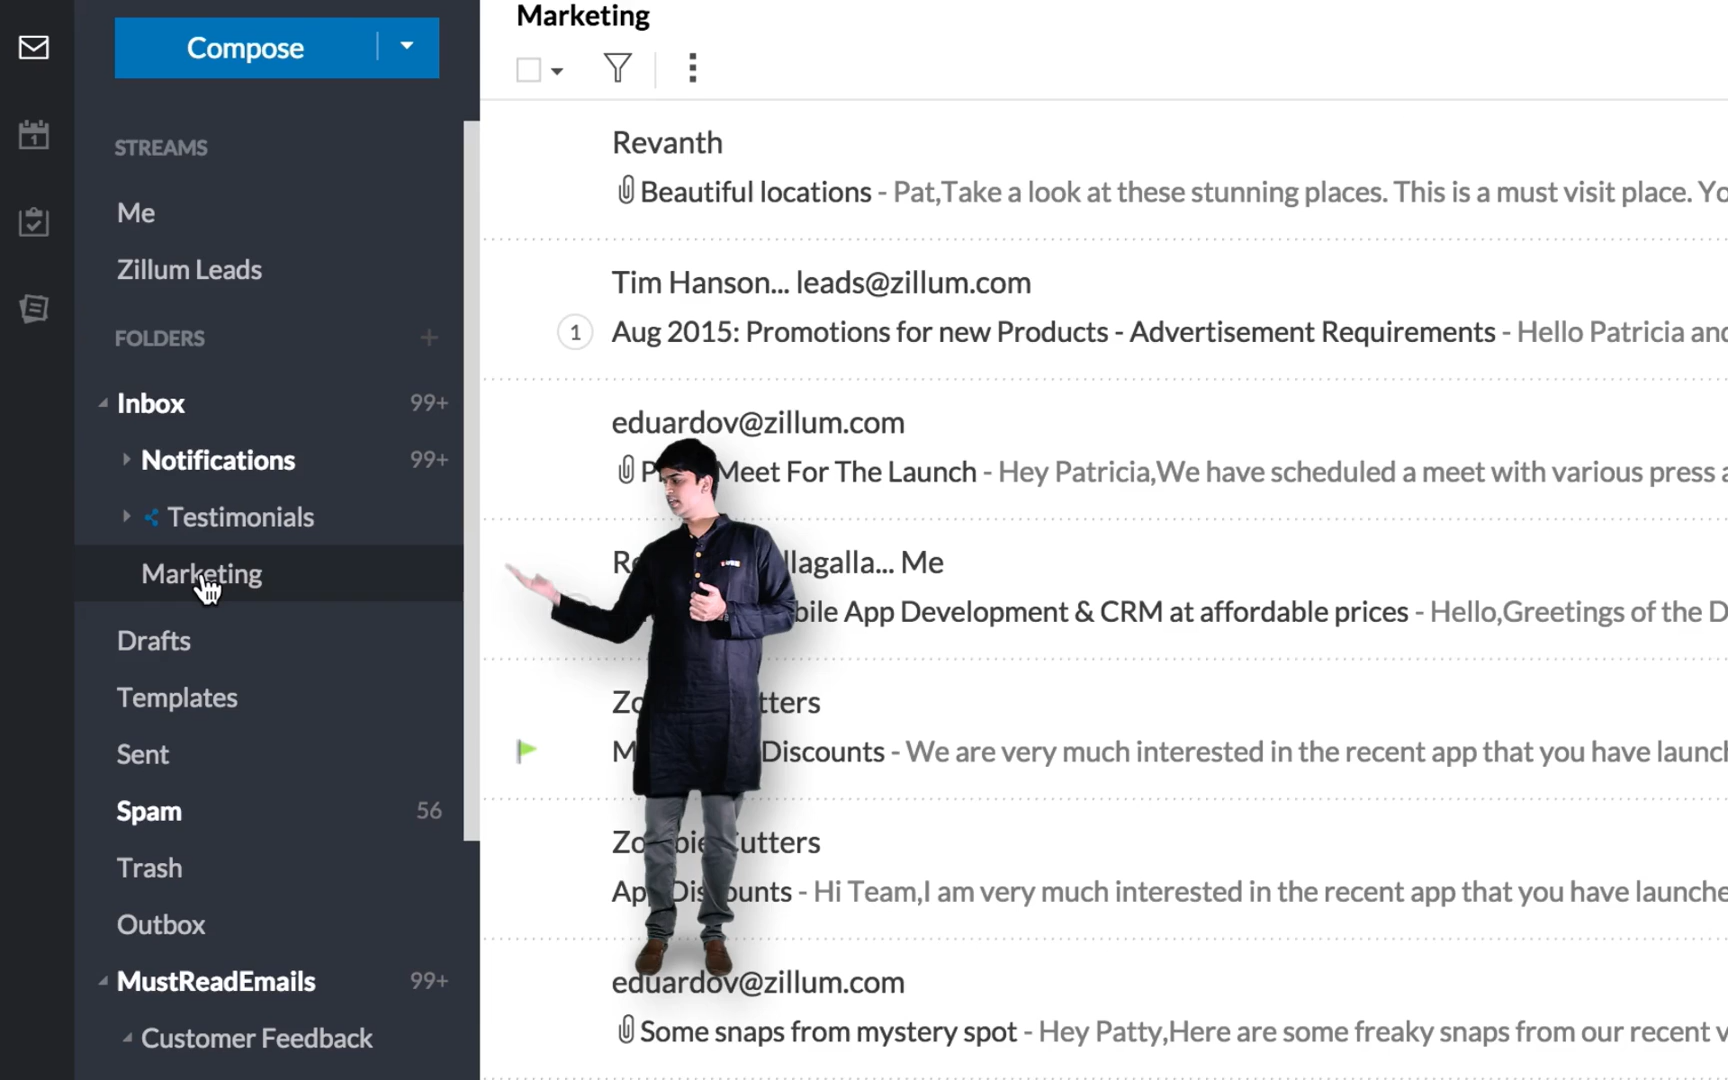 Compose
STREAMS
Me
Zillum Leads
FOLDERS
Inbox 99+
Notifications 99+
Testimonials
Marketing
Drafts
Templates
Sent
Spam 56
Trash
Outbox
MustReadEmails 99+
Customer Feedback
Marketing
Revanth
Beautiful locations - Pat,Take a look at these stunning places. This is a must visit place. Yo
Tim Hanson... leads@zillum.com
1 Aug 2015: Promotions for new Products - Advertisement Requirements - Hello Patricia and
eduardov@zillum.com
Meet For The Launch - Hey Patricia,We have scheduled a meet with various press a
llagalla... Me
bile App Development & CRM at affordable prices - Hello,Greetings of the D
tters
Discounts - We are very much interested in the recent app that you have launch
utters
ounts - Hi Team,I am very much interested in the recent app that you have launche
eduardov@zillum.com
Some snaps from mystery spot - Hey Patty,Here are some freaky snaps from our recent v